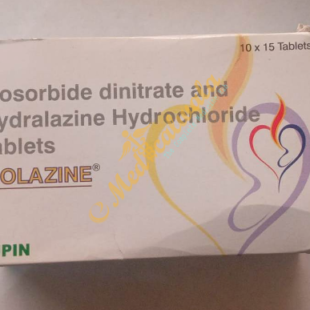 10 x 15 Tablets
osorbide dinitrate and
ydralazine Hydrochloride
ablets
OLAZINE®
PIN